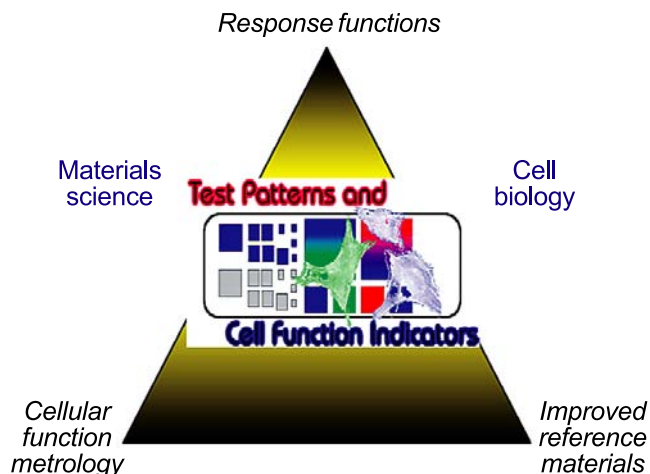 Response functions
Materials
science
Cell
biology
Test Patterns and
Cell Function Indicators
Cellular
function
metrology
Improved
reference
materials